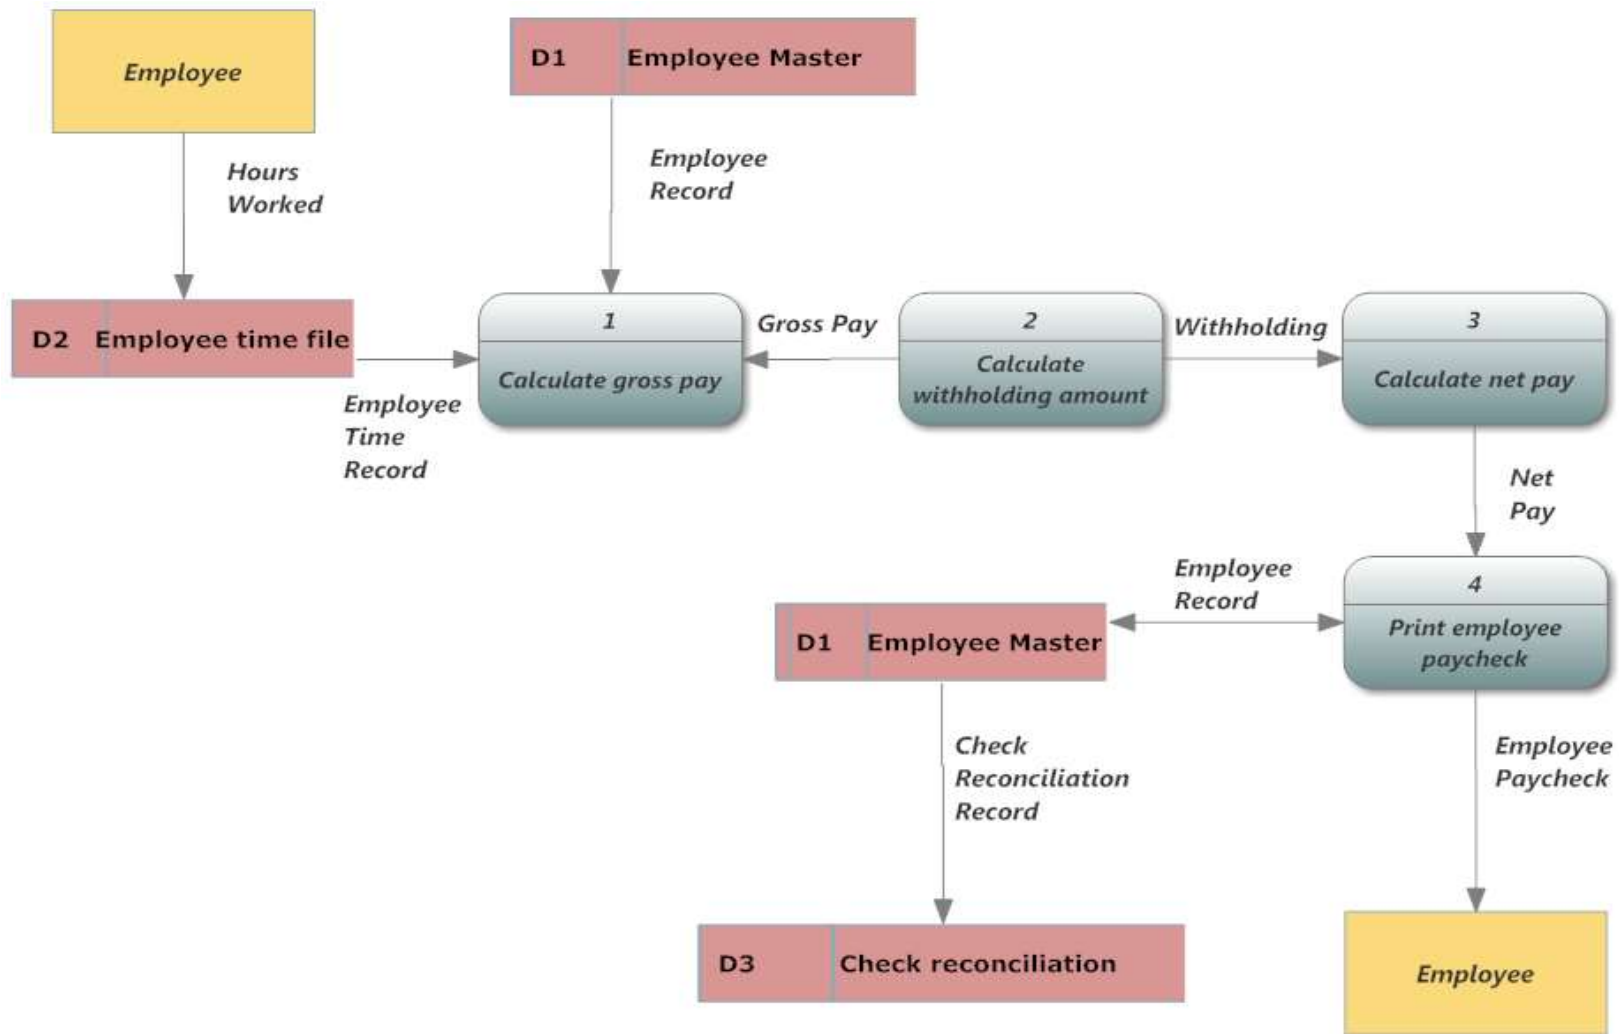 Employee
D1 Employee Master
Hours
Worked
Employee
Record
D2 Employee time file
1
Calculate gross pay
Gross Pay
2
Calculate
withholding amount
Withholding
3
Calculate net pay
Employee
Time
Record
Net
Pay
Employee
Record
4
Print employee
paycheck
D1 Employee Master
Check
Reconciliation
Record
Employee
Paycheck
D3 Check reconciliation
Employee